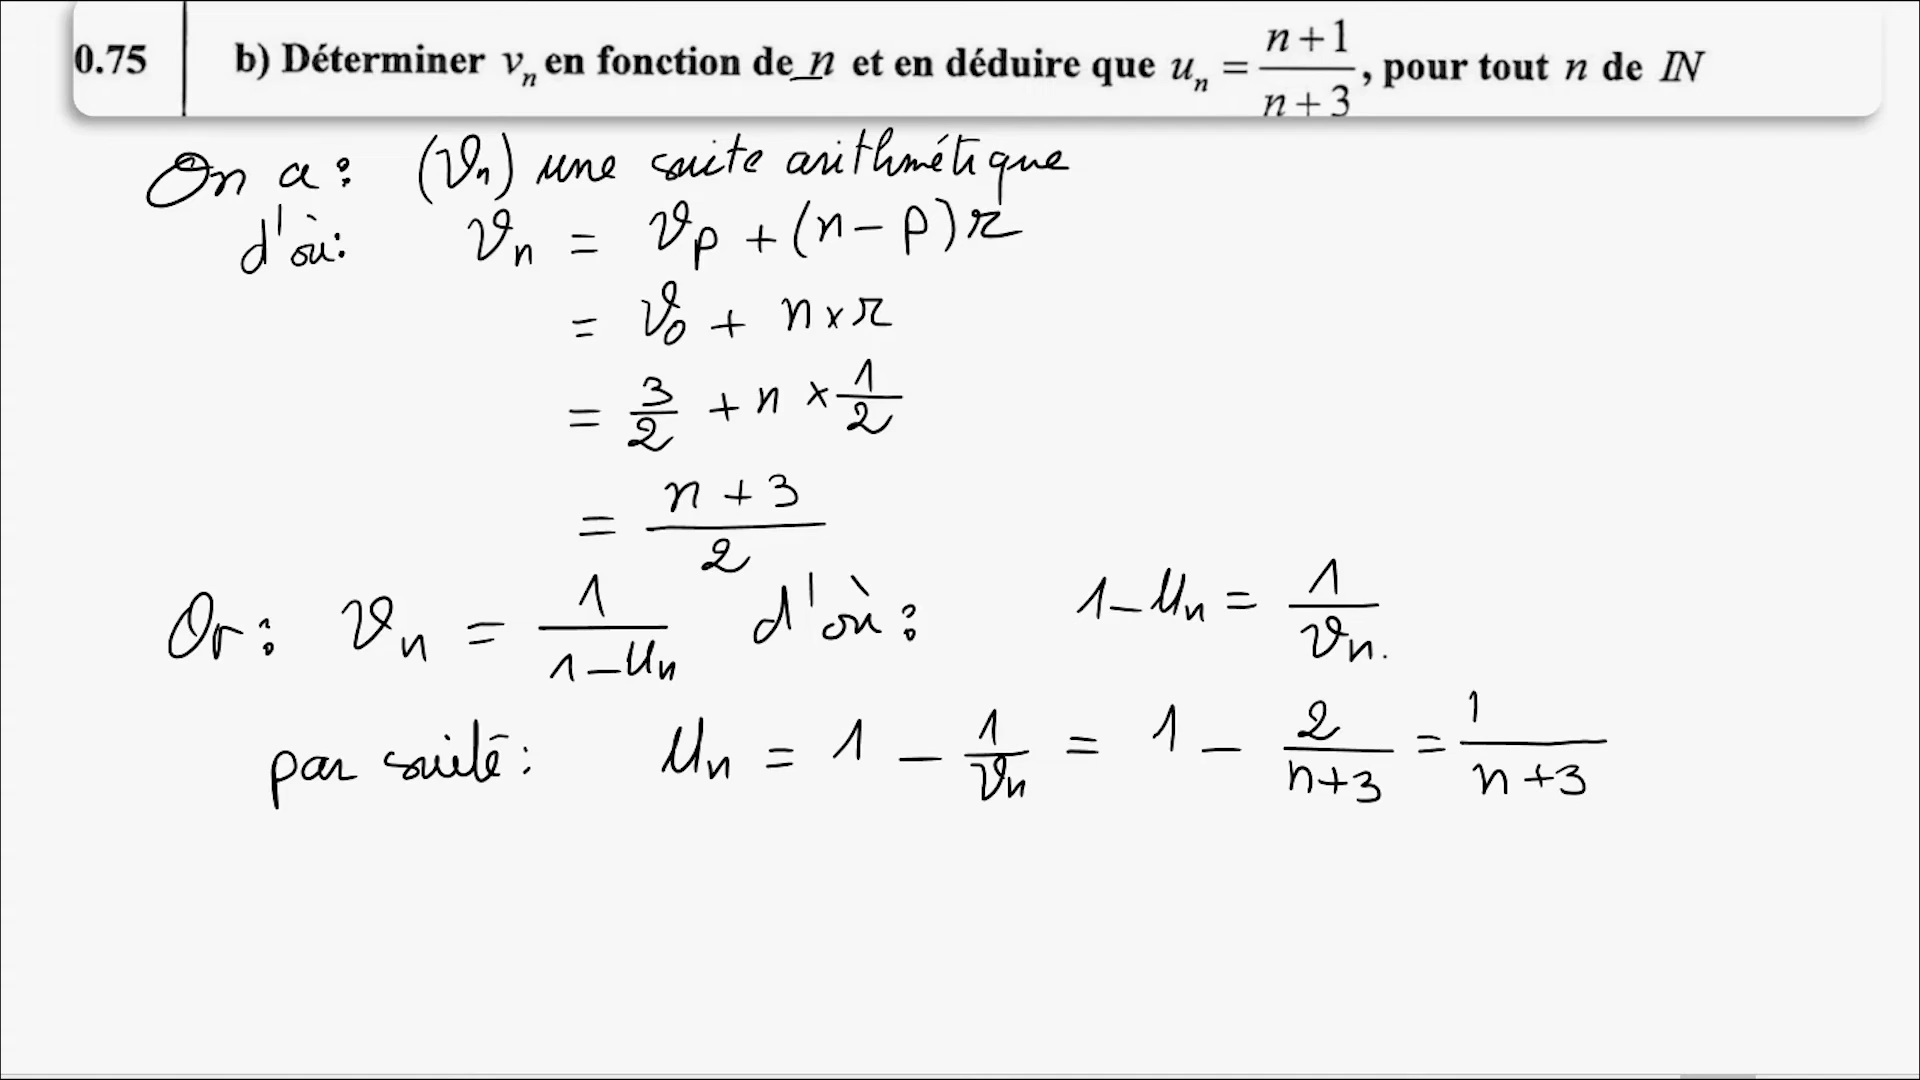 0.75 b) Déterminer vₙ en fonction de n et en déduire que uₙ = (n+1)/(n+3), pour tout n de ℕ
On a : (vₙ) une suite arithmétique
d'où : vₙ = vₚ + (n - p)r
= v₀ + n × r
= 3/2 + n × 1/2
= (n + 3)/2
Or : vₙ = 1/(1 - uₙ) d'où : 1 - uₙ = 1/vₙ.
par suite : uₙ = 1 - 1/vₙ = 1 - 2/(n+3) = 1/(n+3)